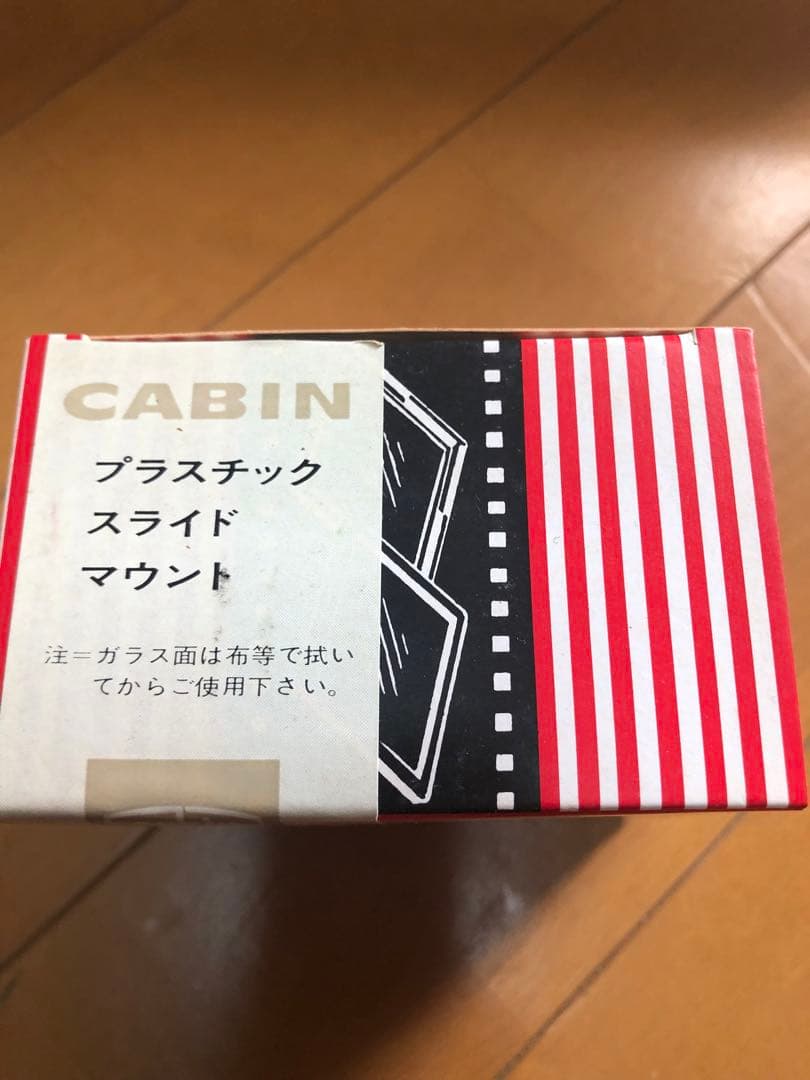 CABIN
プラスチック
スライド
マウント
注＝ガラス面は布等で拭い
てからご使用下さい。